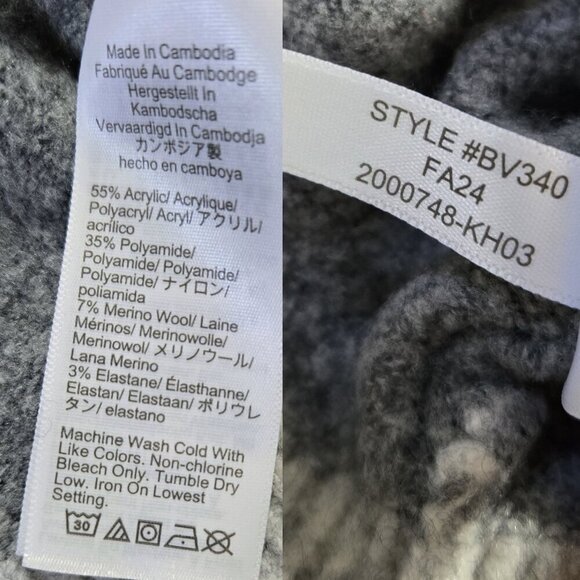 Made In Cambodia
Fabriqué Au Cambodge
Hergestellt In
Kambodscha
Vervaardigd In Cambodja
カンボジア製
hecho en camboya
55% Acrylic/ Acrylique/
Polyacryl/ Acryl/ アクリル/
acrílico
35% Polyamide/
Polyamide/ Polyamide/
Polyamide/ ナイロン/
poliamida
7% Merino Wool/ Laine
Mérinos/ Merinowolle/
Merinowol/ メリノウール/
Lana Merino
3% Elastane/ Élasthanne/
Elastan/ Elastaan/ ポリウレ
タン/ elastano
Machine Wash Cold With
Like Colors. Non-chlorine
Bleach Only. Tumble Dry
Low. Iron On Lowest
Setting.
30
STYLE #BV340
FA24
2000748-KH03